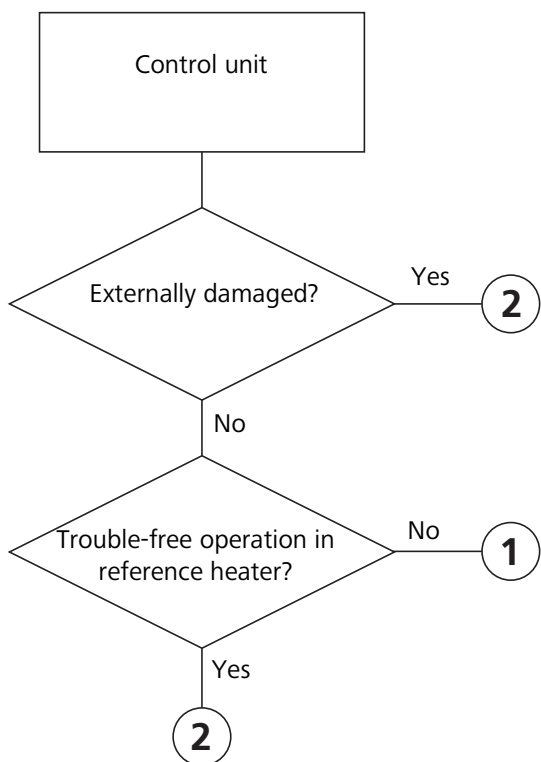 Control unit
Externally damaged?
Yes
2
No
Trouble-free operation in
reference heater?
No
1
Yes
2